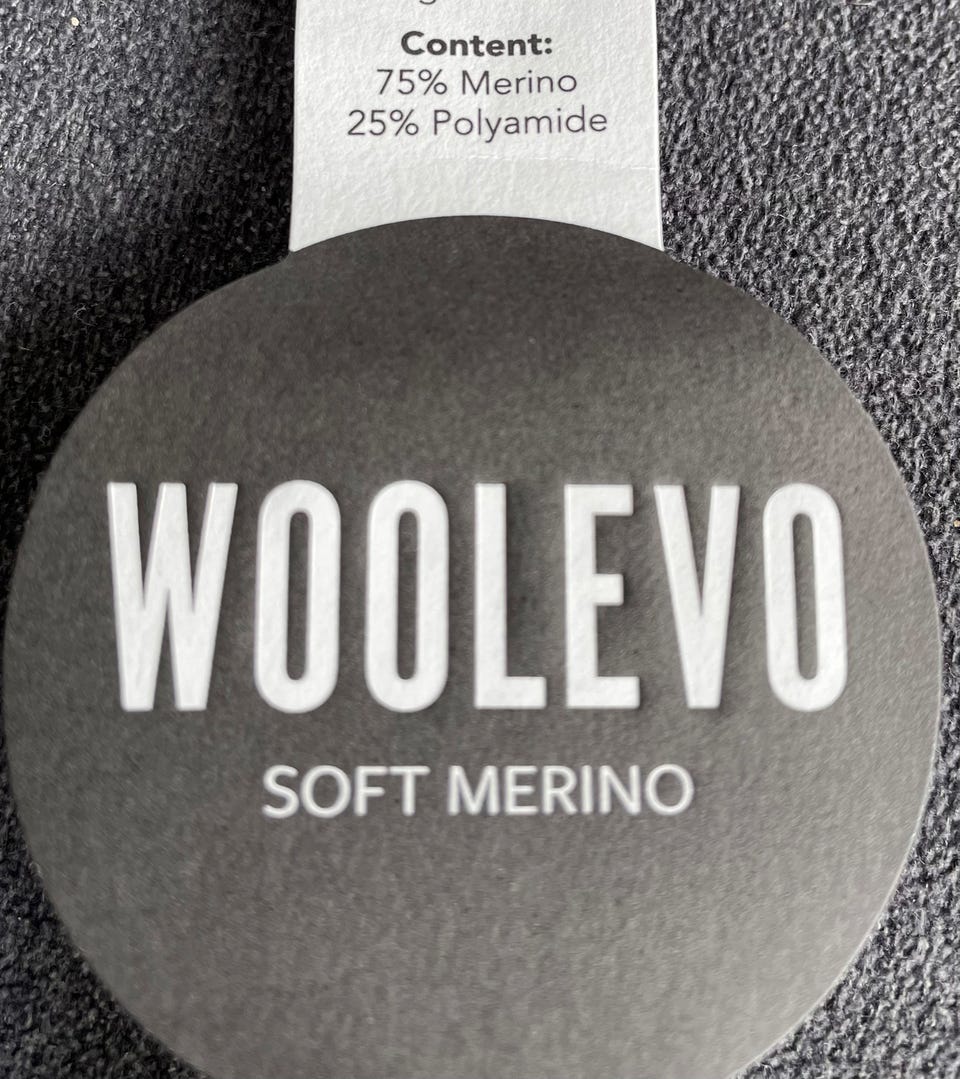 Content:
75% Merino
25% Polyamide
WOOLEVO
SOFT MERINO